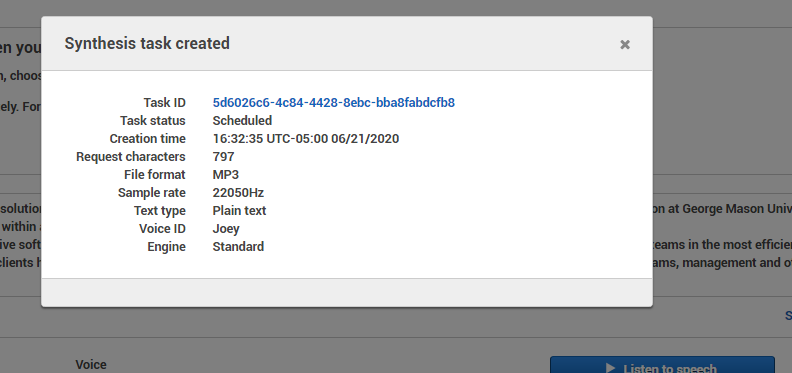 Synthesis task created
en you
n, choos
ely. For
Task ID 5d6026c6-4c84-4428-8ebc-bba8fabdcfb8
Task status Scheduled
Creation time 16:32:35 UTC-05:00 06/21/2020
Request characters 797
File format MP3
Sample rate 22050Hz
Text type Plain text
Voice ID Joey
Engine Standard
solution on at George Mason Univ
within a
ive soft teams in the most efficien
clients h ams, management and o
S
Voice
Listen to speech